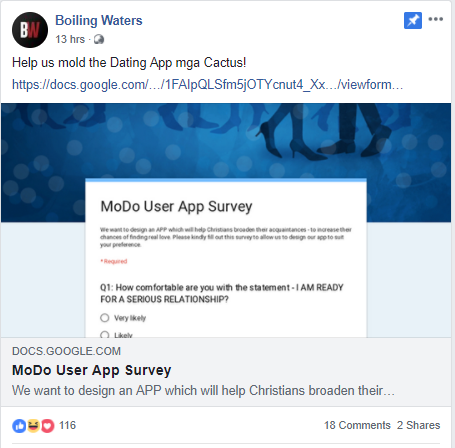 BW
Boiling Waters
13 hrs ·
Help us mold the Dating App mga Cactus!
https://docs.google.com/.../1FAIpQLSfm5jOTYcnut4_Xx.../viewform...
MoDo User App Survey
We want to design an APP which will help Christians broaden their acquaintances - to increase their
chances of finding real love. Please kindly fill out this survey to allow us to design our app to suit
your preference.
* Required
Q1: How comfortable are you with the statement - I AM READY
FOR A SERIOUS RELATIONSHIP?
Very likely
Likely
DOCS.GOOGLE.COM
MoDo User App Survey
We want to design an APP which will help Christians broaden their...
116
18 Comments 2 Shares